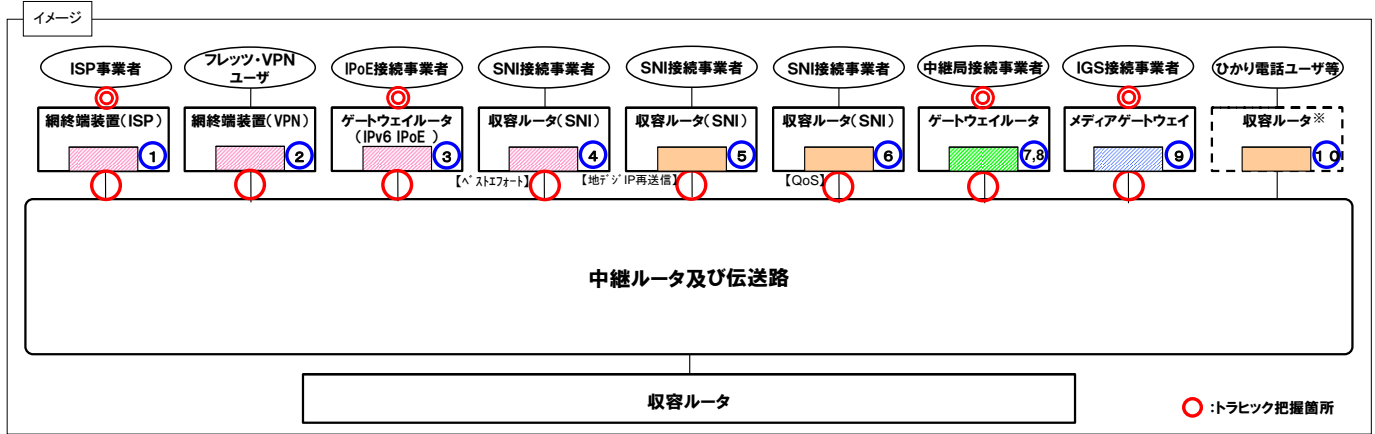 イメージ
ISP事業者
フレッツ・VPN
ユーザ
IPoE接続事業者
SNI接続事業者
SNI接続事業者
SNI接続事業者
中継局接続事業者
IGS接続事業者
ひかり電話ユーザ等
網終端装置(ISP)
1
網終端装置(VPN)
2
ゲートウェイルータ
(IPv6 IPoE )
3
収容ルータ(SNI)
4
収容ルータ(SNI)
5
収容ルータ(SNI)
6
ゲートウェイルータ
7,8
メディアゲートウェイ
9
収容ルータ※
10
【ベストエフォート】
【地デジIP再送信】
【QoS】
中継ルータ及び伝送路
収容ルータ
:トラヒック把握箇所